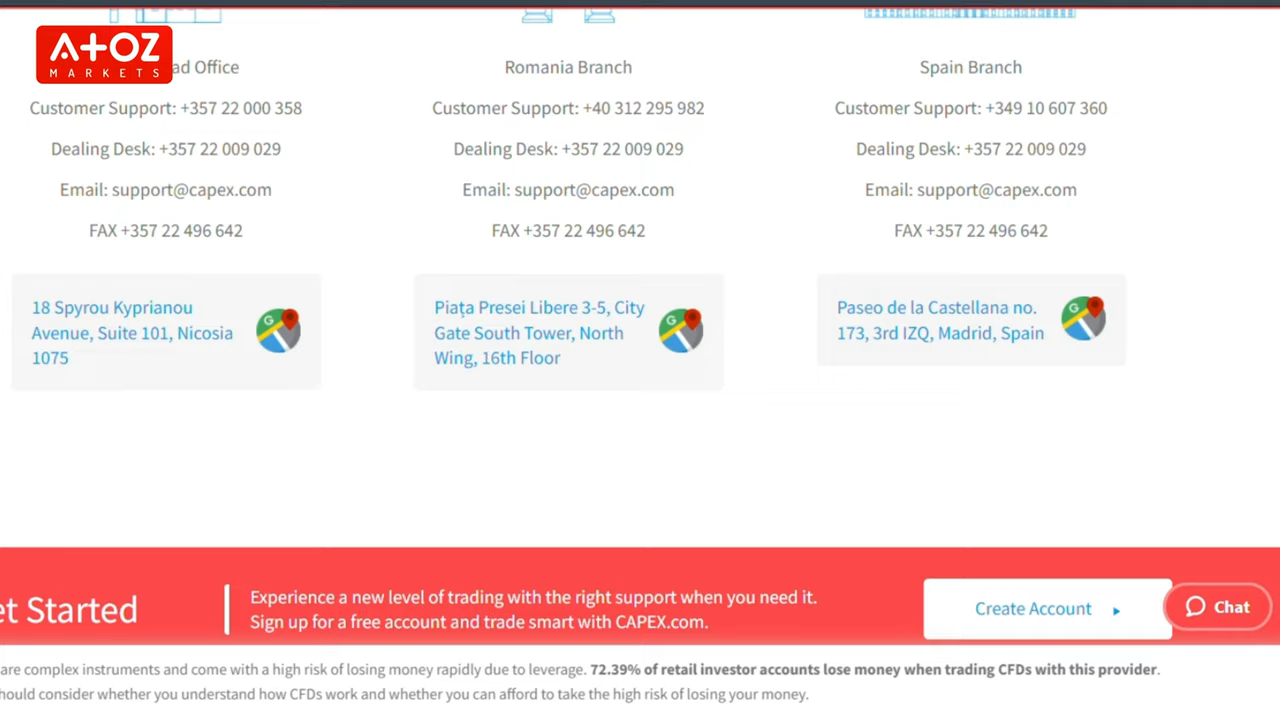 A+OZ
MARKETS
ad Office
Customer Support: +357 22 000 358
Dealing Desk: +357 22 009 029
Email: support@capex.com
FAX +357 22 496 642
18 Spyrou Kyprianou
Avenue, Suite 101, Nicosia
1075
Romania Branch
Customer Support: +40 312 295 982
Dealing Desk: +357 22 009 029
Email: support@capex.com
FAX +357 22 496 642
Piața Presei Libere 3-5, City
Gate South Tower, North
Wing, 16th Floor
Spain Branch
Customer Support: +349 10 607 360
Dealing Desk: +357 22 009 029
Email: support@capex.com
FAX +357 22 496 642
Paseo de la Castellana no.
173, 3rd IZQ, Madrid, Spain
et Started
Experience a new level of trading with the right support when you need it.
Sign up for a free account and trade smart with CAPEX.com.
Create Account
Chat
are complex instruments and come with a high risk of losing money rapidly due to leverage. 72.39% of retail investor accounts lose money when trading CFDs with this provider.
hould consider whether you understand how CFDs work and whether you can afford to take the high risk of losing your money.